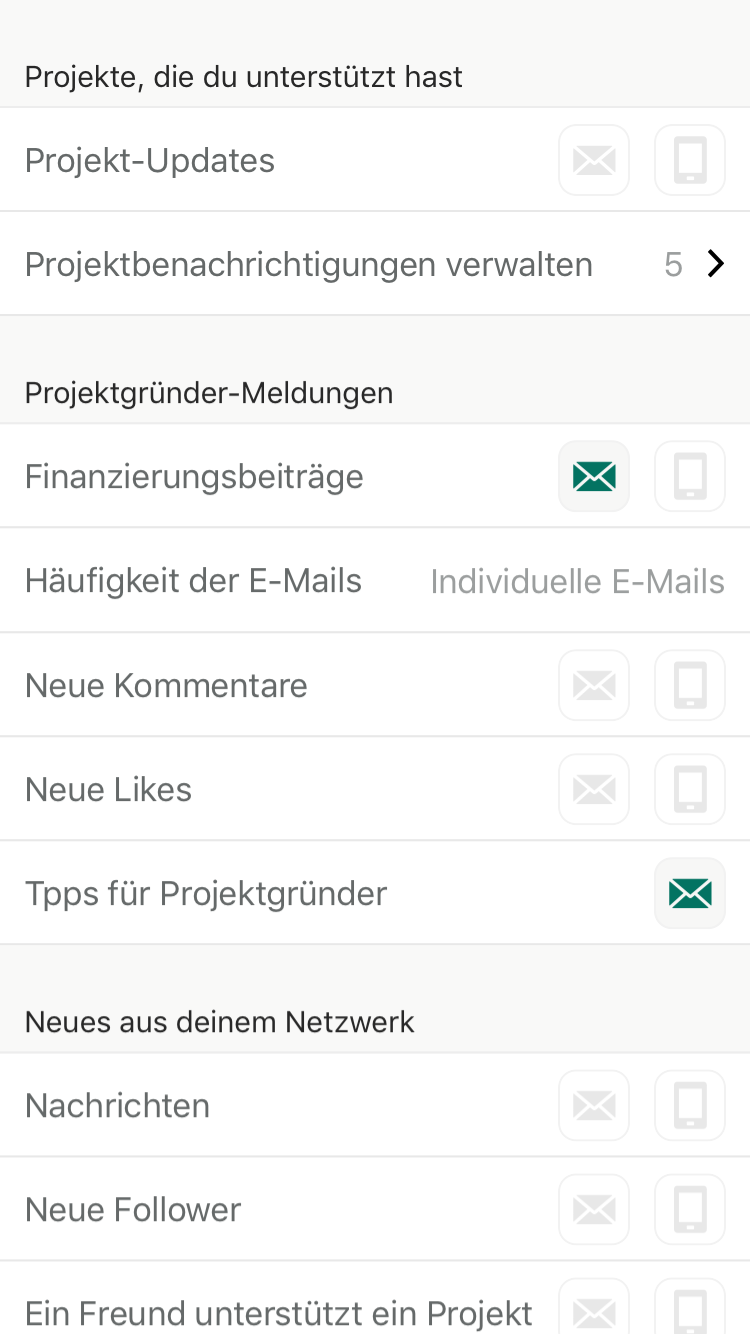 Projekte, die du unterstützt hast
Projekt-Updates
Projektbenachrichtigungen verwalten 5
Projektgründer-Meldungen
Finanzierungsbeiträge
Häufigkeit der E-Mails Individuelle E-Mails
Neue Kommentare
Neue Likes
Tpps für Projektgründer
Neues aus deinem Netzwerk
Nachrichten
Neue Follower
Ein Freund unterstützt ein Projekt